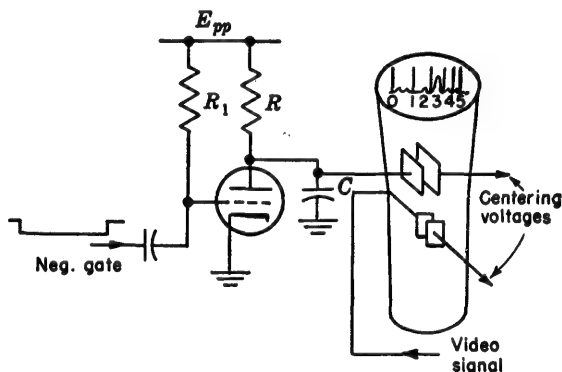 E_pp
R_1
R
0 1 2 3 4 5
C
Centering
voltages
Neg. gate
Video
signal